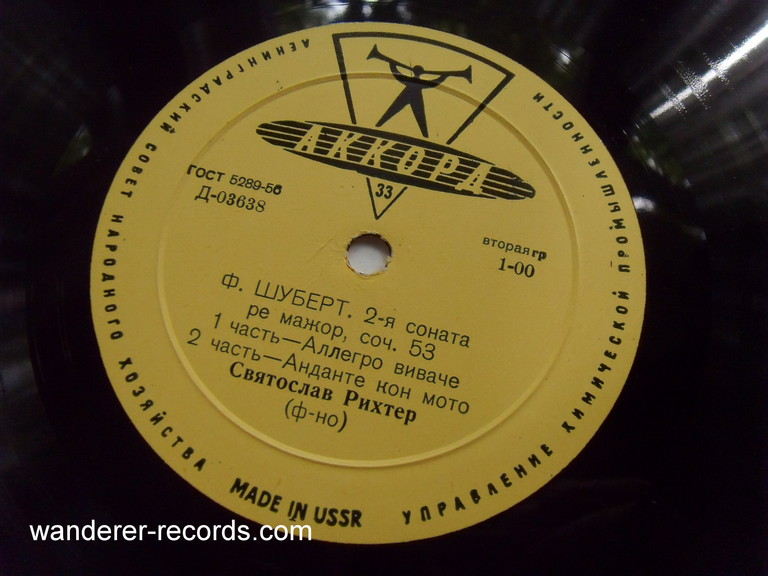 ЛЕНИНГРАДСКИЙ СОВЕТ НАРОДНОГО ХОЗЯЙСТВА
УПРАВЛЕНИЕ ХИМИЧЕСКОЙ ПРОМЫШЛЕННОСТИ
АККОРД
33
ГОСТ 5289-56
Д-03638
вторая гр
1-00
Ф. ШУБЕРТ. 2-я соната
ре мажор, соч. 53
1 часть—Аллегро виваче
2 часть—Анданте кон мото
Святослав Рихтер
(ф-но)
MADE IN USSR
wanderer-records.com